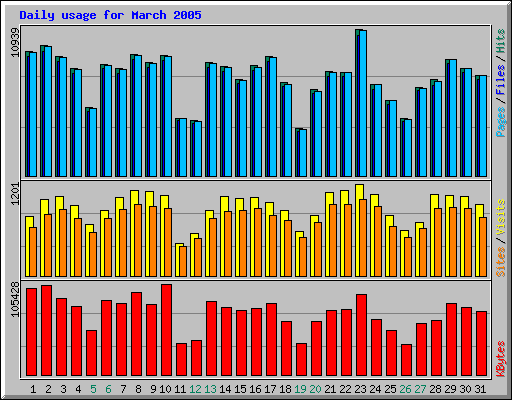 Daily usage for March 2005
10939
Pages / Files / Hits
1201
Sites / Visits
105428
KBytes
1 2 3 4 5 6 7 8 9 10 11 12 13 14 15 16 17 18 19 20 21 22 23 24 25 26 27 28 29 30 31